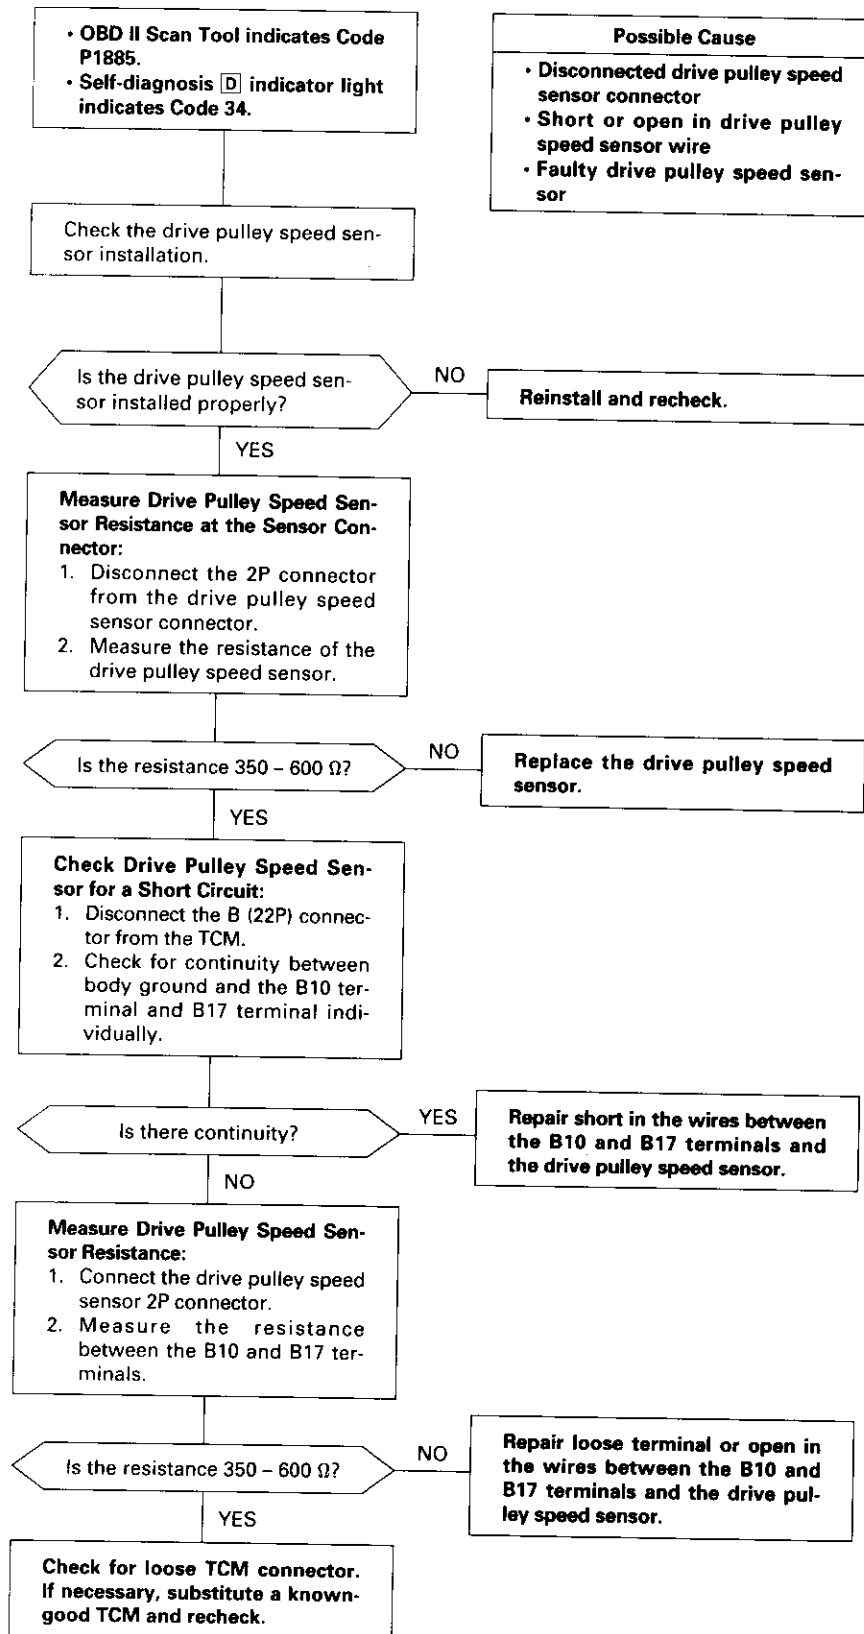 • OBD II Scan Tool indicates Code
P1885.
• Self-diagnosis D indicator light
indicates Code 34.
Possible Cause
• Disconnected drive pulley speed
sensor connector
• Short or open in drive pulley
speed sensor wire
• Faulty drive pulley speed sen-
sor
Check the drive pulley speed sen-
sor installation.
Is the drive pulley speed sen-
sor installed properly?
NO
Reinstall and recheck.
YES
Measure Drive Pulley Speed Sen-
sor Resistance at the Sensor Con-
nector:
1. Disconnect the 2P connector
from the drive pulley speed
sensor connector.
2. Measure the resistance of the
drive pulley speed sensor.
Is the resistance 350 – 600 Ω?
NO
Replace the drive pulley speed
sensor.
YES
Check Drive Pulley Speed Sen-
sor for a Short Circuit:
1. Disconnect the B (22P) connec-
tor from the TCM.
2. Check for continuity between
body ground and the B10 ter-
minal and B17 terminal indi-
vidually.
Is there continuity?
YES
Repair short in the wires between
the B10 and B17 terminals and
the drive pulley speed sensor.
NO
Measure Drive Pulley Speed Sen-
sor Resistance:
1. Connect the drive pulley speed
sensor 2P connector.
2. Measure the resistance
between the B10 and B17 ter-
minals.
Is the resistance 350 – 600 Ω?
NO
Repair loose terminal or open in
the wires between the B10 and
B17 terminals and the drive pul-
ley speed sensor.
YES
Check for loose TCM connector.
If necessary, substitute a known-
good TCM and recheck.